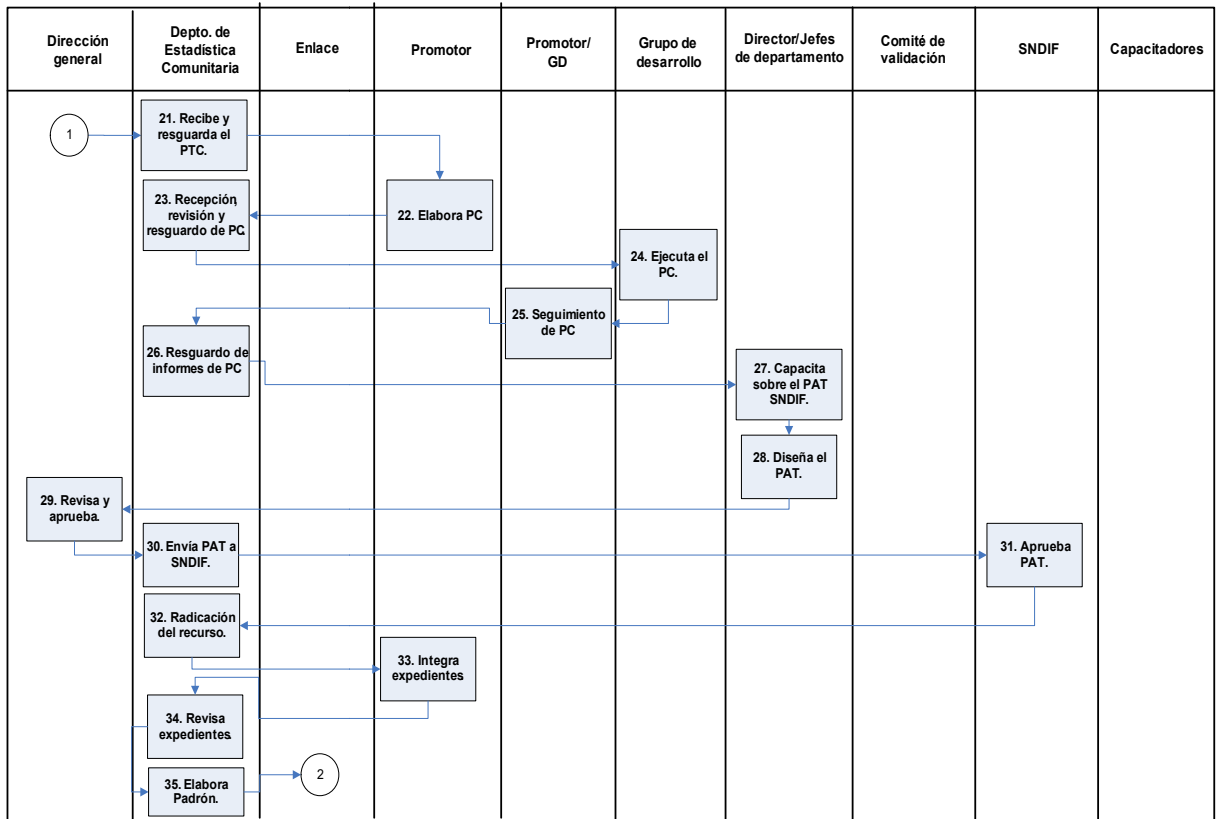 Dirección
general
Depto. de
Estadística
Comunitaria
Enlace
Promotor
Promotor/
GD
Grupo de
desarrollo
Director/Jefes
de departamento
Comité de
validación
SNDIF
Capacitadores
1
21. Recibe y
resguarda el
PTC.
23. Recepción,
revisión y
resguardo de PC.
22. Elabora PC
24. Ejecuta el
PC.
25. Seguimiento
de PC
26. Resguardo de
informes de PC
27. Capacita
sobre el PAT
SNDIF.
28. Diseña el
PAT.
29. Revisa y
aprueba.
30. Envía PAT a
SNDIF.
31. Aprueba
PAT.
32. Radicación
del recurso.
33. Integra
expedientes
34. Revisa
expedientes.
35. Elabora
Padrón.
2